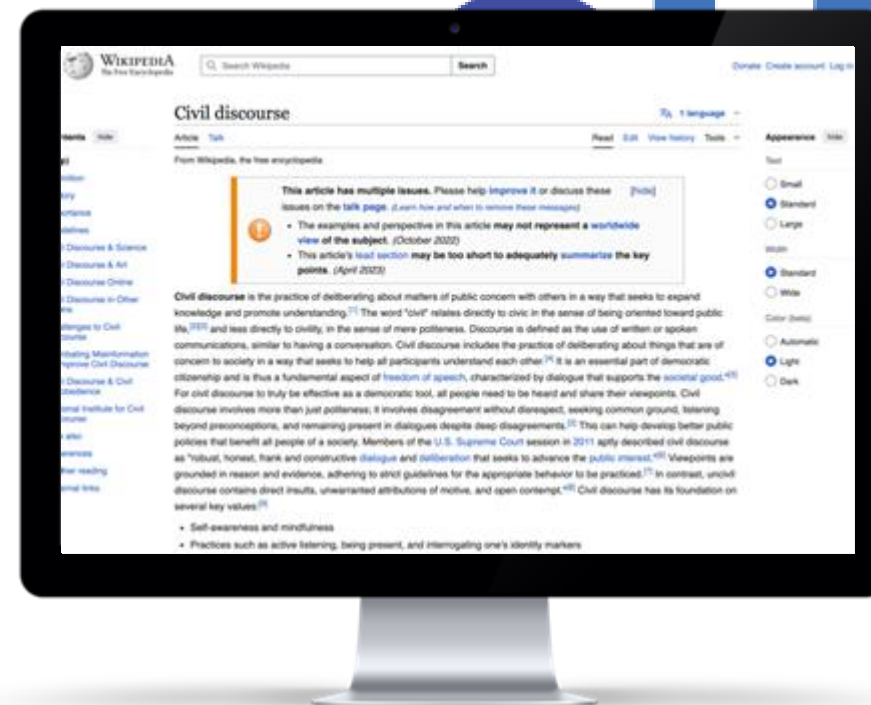 WIKIPEDIA
The Free Encyclopedia
Search Wikipedia
Search
Donate Create account Log in
Civil discourse
1 language
hide
Article Talk
Read Edit View history Tools
Appearance hide
From Wikipedia, the free encyclopedia
Text
This article has multiple issues. Please help improve it or discuss these [hide]
issues on the talk page. (Learn how and when to remove these messages)
• The examples and perspective in this article may not represent a worldwide
view of the subject. (October 2022)
• This article's lead section may be too short to adequately summarize the key
points. (April 2023)
Small
Standard
Large
Width
Standard
Wide
Color (beta)
Automatic
Light
Dark
Discourse & Science
Discourse & Art
Discourse Online
Discourse in Other
Civil discourse is the practice of deliberating about matters of public concern with others in a way that seeks to expand
knowledge and promote understanding.[1] The word "civil" relates directly to civic in the sense of being oriented toward public
life, and less directly to civility, in the sense of mere politeness. Discourse is defined as the use of written or spoken
communications, similar to having a conversation. Civil discourse includes the practice of deliberating about things that are of
concern to society in a way that seeks to help all participants understand each other.[4] It is an essential part of democratic
citizenship and is thus a fundamental aspect of freedom of speech, characterized by dialogue that supports the societal good."[5]
For civil discourse to truly be effective as a democratic tool, all people need to be heard and share their viewpoints. Civil
discourse involves more than just politeness; it involves disagreement without disrespect, seeking common ground, listening
beyond preconceptions, and remaining present in dialogues despite deep disagreements.[2] This can help develop better public
policies that benefit all people of a society. Members of the U.S. Supreme Court session in 2011 aptly described civil discourse
as "robust, honest, frank and constructive dialogue and deliberation that seeks to advance the public interest."[6] Viewpoints are
grounded in reason and evidence, adhering to strict guidelines for the appropriate behavior to be practiced.[7] In contrast, uncivil
discourse contains direct insults, unwarranted attributions of motive, and open contempt."[8] Civil discourse has its foundation on
several key values:[9]
• Self-awareness and mindfulness
• Practices such as active listening, being present, and interrogating one's identity markers